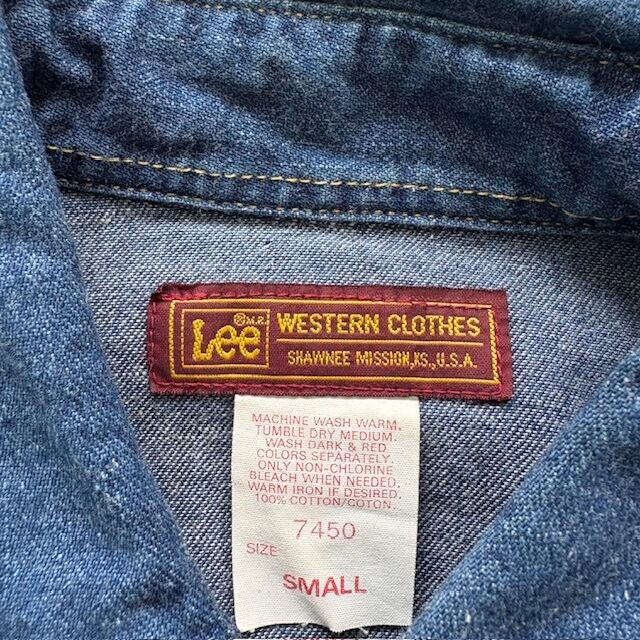 Lee ® M.R.
WESTERN CLOTHES
SHAWNEE MISSION,KS., U.S.A.
MACHINE WASH WARM.
TUMBLE DRY MEDIUM.
WASH DARK & RED
COLORS SEPARATELY.
ONLY NON-CHLORINE
BLEACH WHEN NEEDED.
WARM IRON IF DESIRED.
100% COTTON/COTON.
7450
SIZE
SMALL